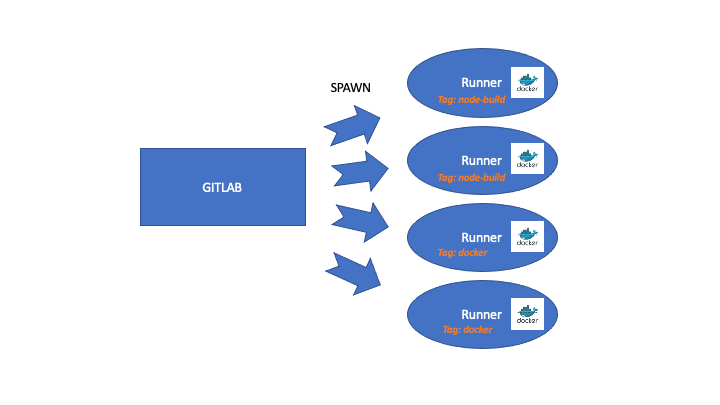 SPAWN
GITLAB
Runner
docker
Tag: node-build
Runner
docker
Tag: node-build
Runner
docker
Tag: docker
Runner
docker
Tag: docker